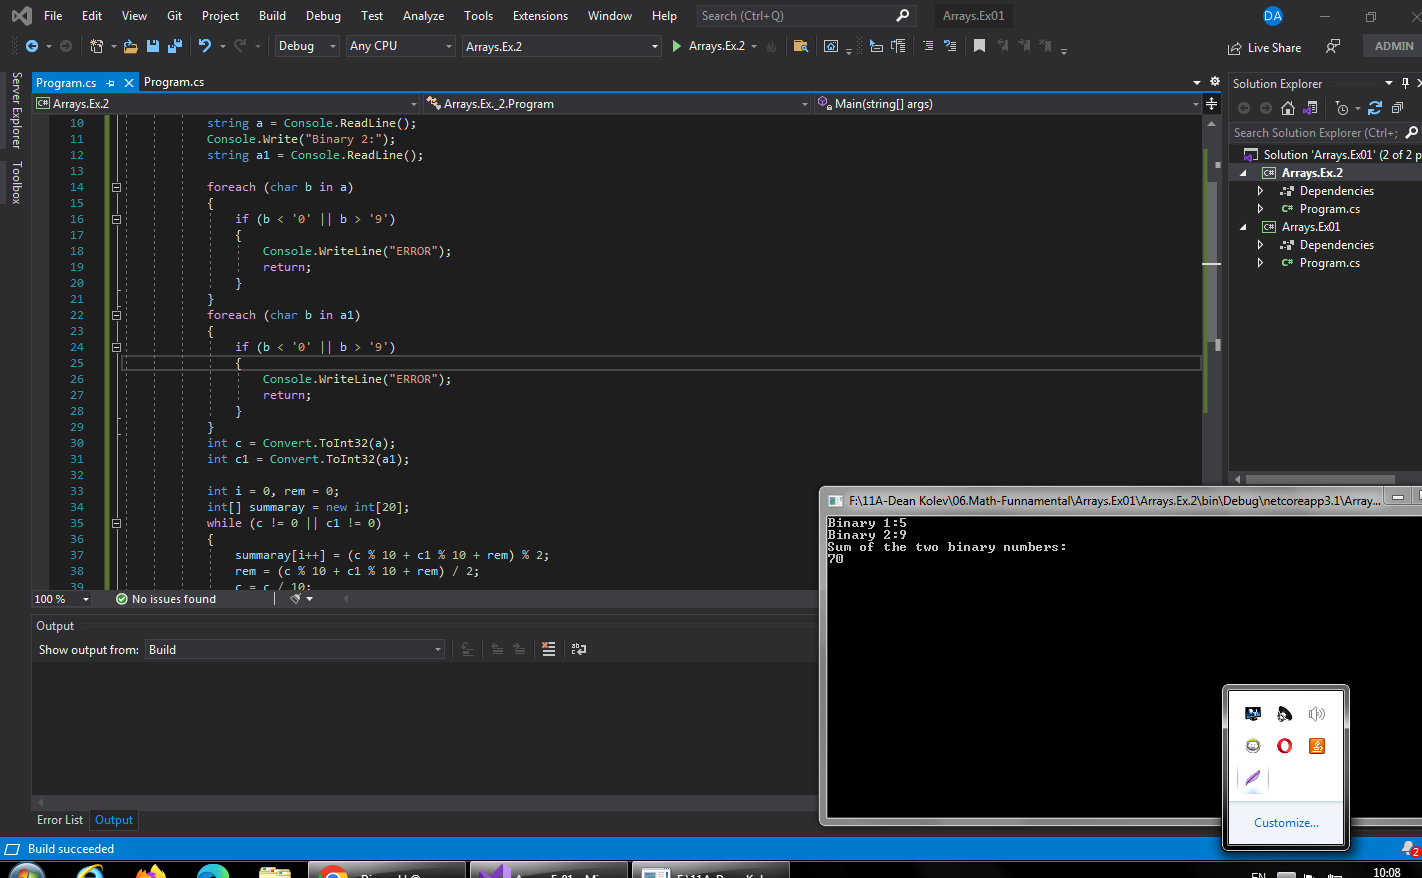 File Edit View Git Project Build Debug Test Analyze Tools Extensions Window Help Search (Ctrl+Q) Arrays.Ex01 DA
Debug Any CPU Arrays.Ex.2 Arrays.Ex.2 Live Share ADMIN
Server Explorer
Toolbox
Program.cs Program.cs
Arrays.Ex.2 Arrays.Ex._2.Program Main(string[] args)
10 string a = Console.ReadLine();
11 Console.Write("Binary 2:");
12 string a1 = Console.ReadLine();
13
14 foreach (char b in a)
15 {
16 if (b < '0' || b > '9')
17 {
18 Console.WriteLine("ERROR");
19 return;
20 }
21 }
22 foreach (char b in a1)
23 {
24 if (b < '0' || b > '9')
25 {
26 Console.WriteLine("ERROR");
27 return;
28 }
29 }
30 int c = Convert.ToInt32(a);
31 int c1 = Convert.ToInt32(a1);
32
33 int i = 0, rem = 0;
34 int[] summaray = new int[20];
35 while (c != 0 || c1 != 0)
36 {
37 summaray[i++] = (c % 10 + c1 % 10 + rem) % 2;
38 rem = (c % 10 + c1 % 10 + rem) / 2;
39 c = c / 10;
100 % No issues found
Output
Show output from: Build
Error List Output
Build succeeded
Solution Explorer
Search Solution Explorer (Ctrl+;
Solution 'Arrays.Ex01' (2 of 2 p
Arrays.Ex.2
Dependencies
C# Program.cs
Arrays.Ex01
Dependencies
C# Program.cs
F:\11A-Dean Kolev\06.Math-Funnamental\Arrays.Ex01\Arrays.Ex.2\bin\Debug\netcoreapp3.1\Array...
Binary 1:5
Binary 2:9
Sum of the two binary numbers:
70
Customize...
2
EN 10:08